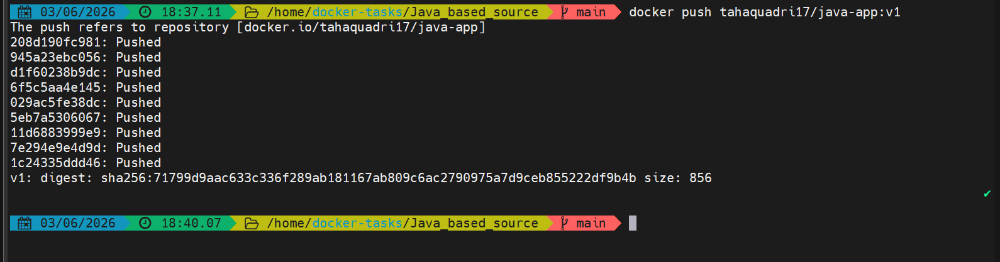 03/06/2026 18:37.11 /home/docker-tasks/Java_based_source main docker push tahaquadri17/java-app:v1
The push refers to repository [docker.io/tahaquadri17/java-app]
208d190fc981: Pushed
945a23ebc056: Pushed
d1f60238b9dc: Pushed
6f5c5aa4e145: Pushed
029ac5fe38dc: Pushed
5eb7a5306067: Pushed
11d6883999e9: Pushed
7e294e9e4d9d: Pushed
1c24335ddd46: Pushed
v1: digest: sha256:71799d9aac633c336f289ab181167ab809c6ac2790975a7d9ceb855222df9b4b size: 856
✔
03/06/2026 18:40.07 /home/docker-tasks/Java_based_source main